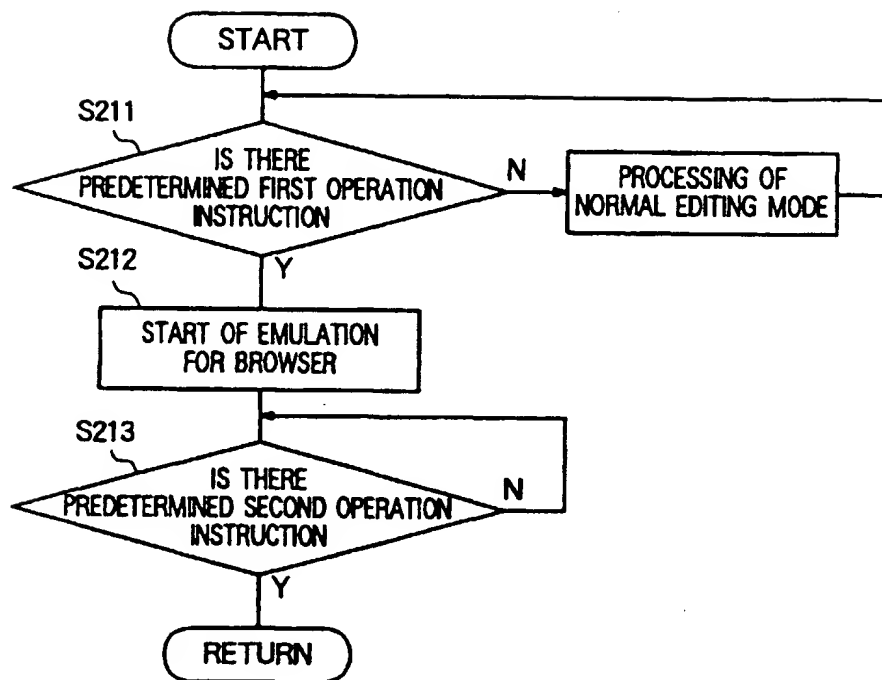 START
S211
IS THERE
PREDETERMINED FIRST OPERATION
INSTRUCTION
N
PROCESSING OF
NORMAL EDITING MODE
Y
S212
START OF EMULATION
FOR BROWSER
S213
IS THERE
PREDETERMINED SECOND OPERATION
INSTRUCTION
N
Y
RETURN